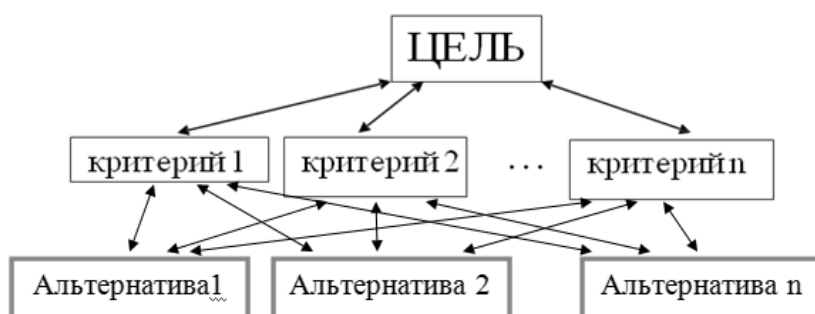 ЦЕЛЬ
критерий 1
критерий 2
...
критерий n
Альтернатива1
Альтернатива 2
Альтернатива n